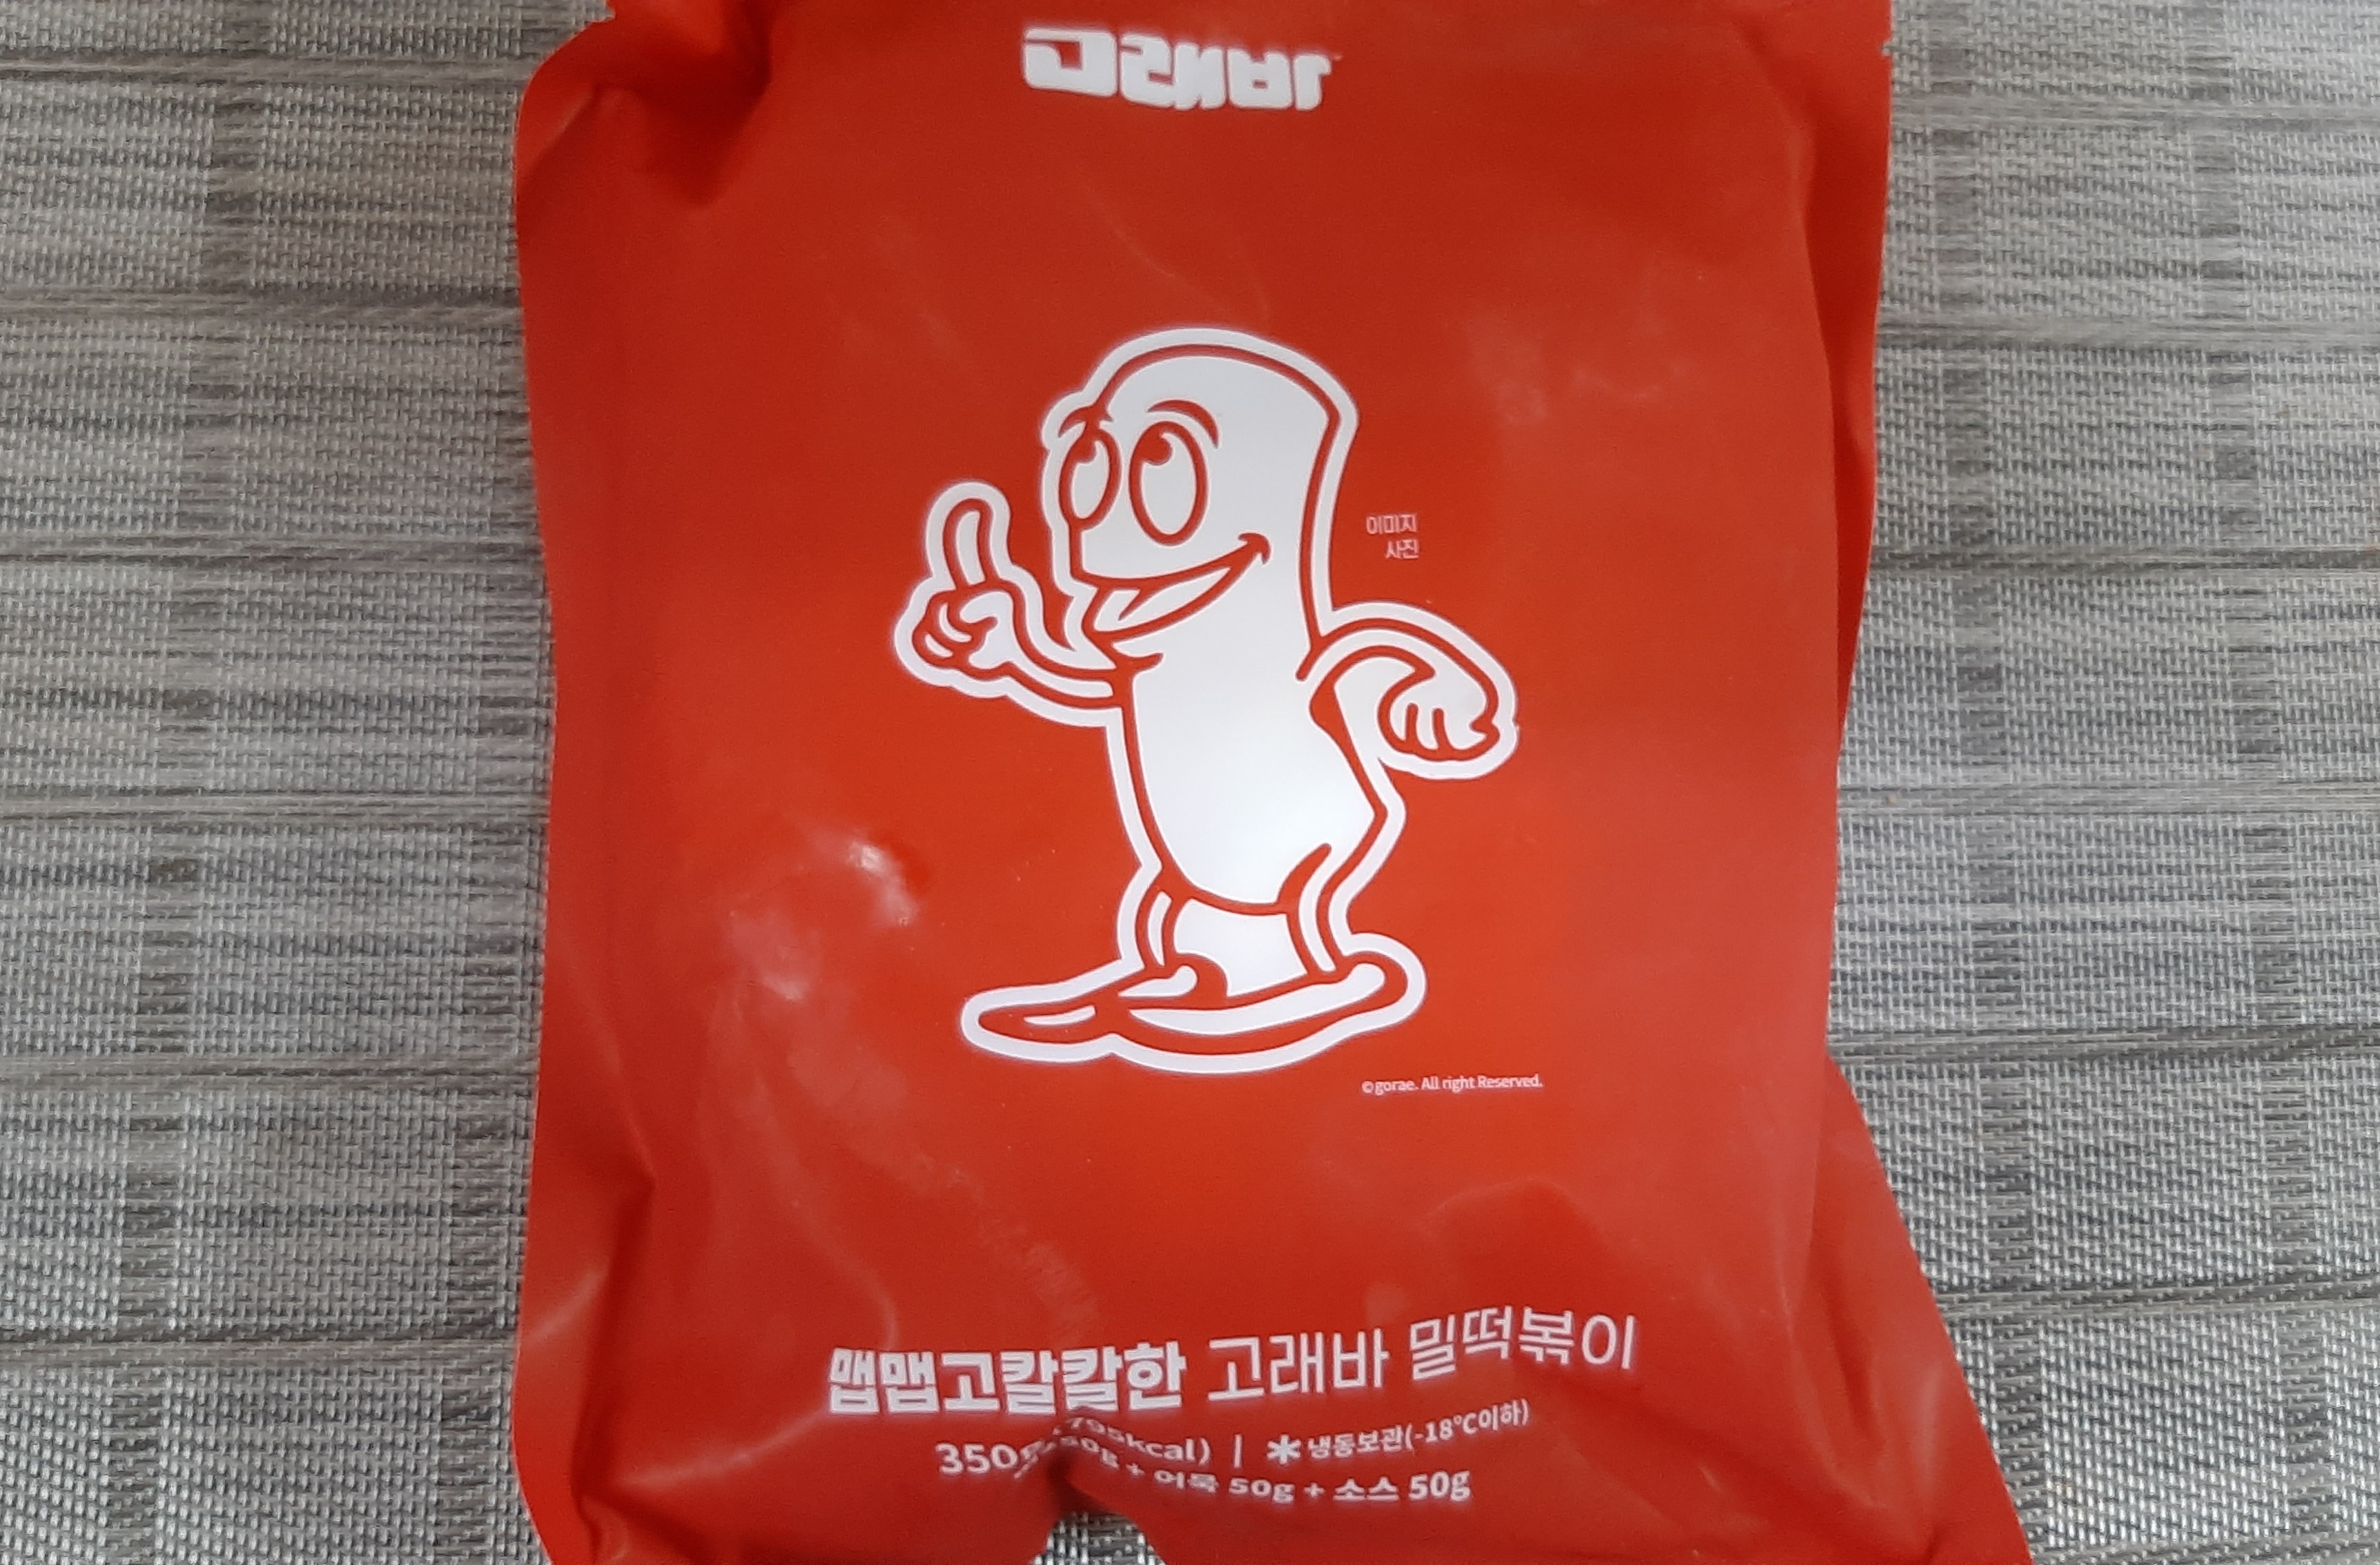 고래바
이미지
사진
©gorae. All right Reserved.
맵맵고칼칼한 고래바 밀떡볶이
350g kcal) | * 냉동보관(-18℃이하)
+ 어묵 50g + 소스 50g